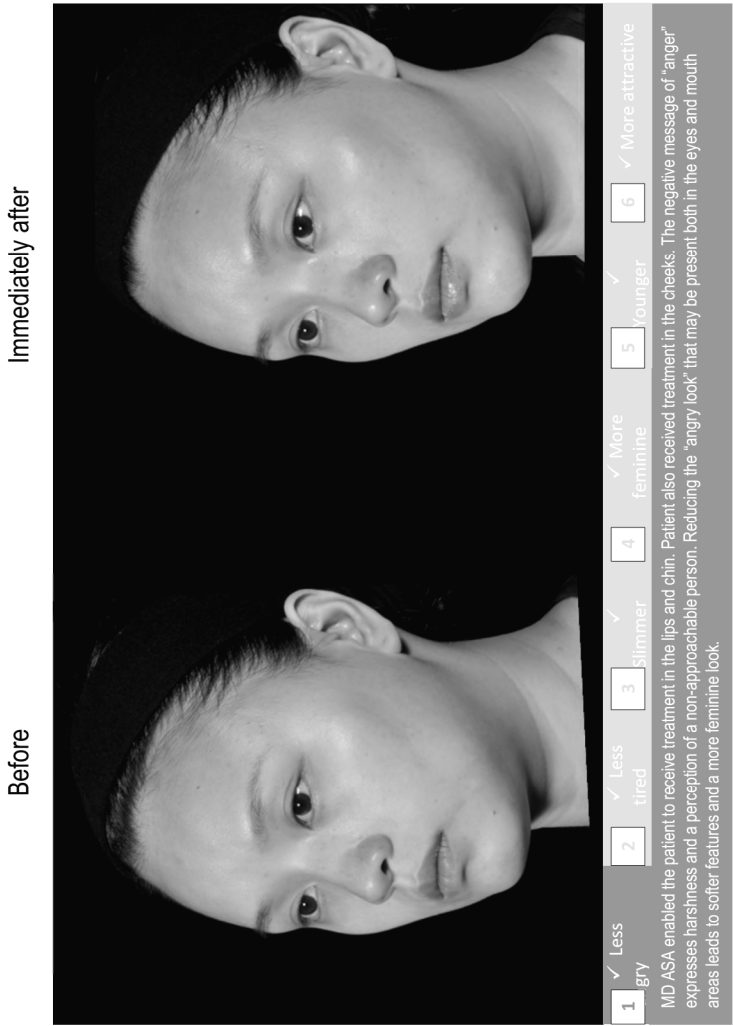 Before
Immediately after
1 ✓ Less
gry
2 ✓ Less
tired
3 Slimmer ✓
4 ✓ More
feminine
5 Younger ✓
6 ✓ More attractive
MD ASA enabled the patient to receive treatment in the lips and chin. Patient also received treatment in the cheeks. The negative message of “anger”
expresses harshness and a perception of a non-approachable person. Reducing the “angry look” that may be present both in the eyes and mouth
areas leads to softer features and a more feminine look.